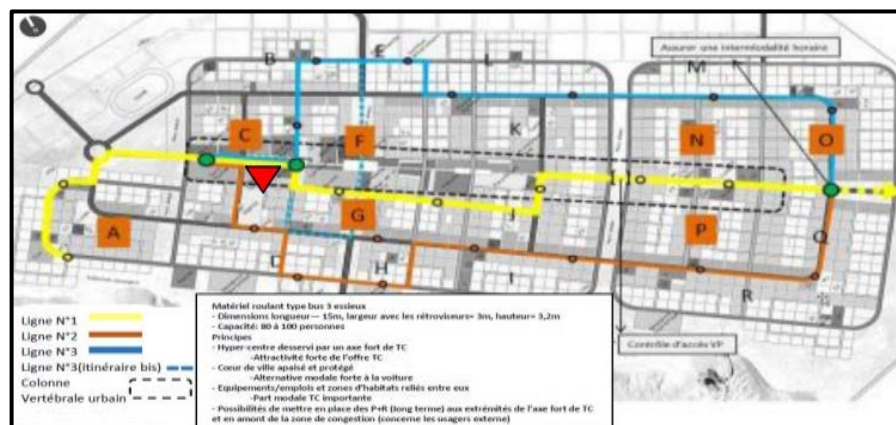 Assurer une intermodalité horaire
B
E
L
M
C
F
K
N
O
A
G
J
P
Q
D
H
I
R
Contrôle d'accès VP
Ligne N°1
Ligne N°2
Ligne N°3
Ligne N°3(itinéraire bis)
Colonne
Vertébrale urbain
Matériel roulant type bus 3 essieux
- Dimensions longueur— 15m, largeur avec les rétroviseurs= 3m, hauteur= 3,2m
- Capacité: 80 à 100 personnes
Principes
- Hyper-centre desservi par un axe fort de TC
-Attractivité forte de l'offre TC
- Cœur de ville apaisé et protégé
- Alternative modale forte à la voiture
- Equipements/emplois et zones d'habitats reliés entre eux
- Part modale TC importante
- Possibilités de mettre en place des P+R (long terme) aux extrémités de l'axe fort de TC
et en amont de la zone de congestion (concerne les usagers externe)